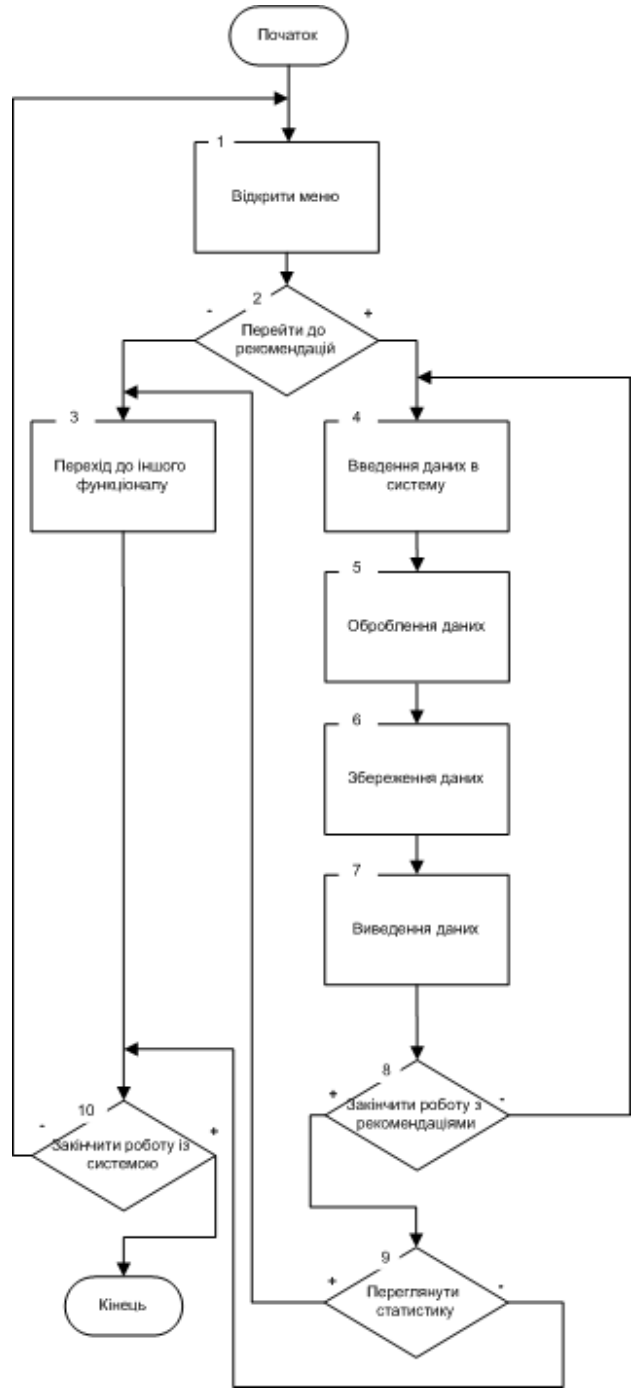 Початок
1
Відкрити меню
2
-
+
Перейти до
рекомендацій
3
Перехід до іншого
функціоналу
4
Введення даних в
систему
5
Оброблення даних
6
Збереження даних
7
Виведення даних
8
+
-
Закінчити роботу з
рекомендаціями
10
-
+
Закінчити роботу із
системою
9
+
-
Переглянути
статистику
Кінець